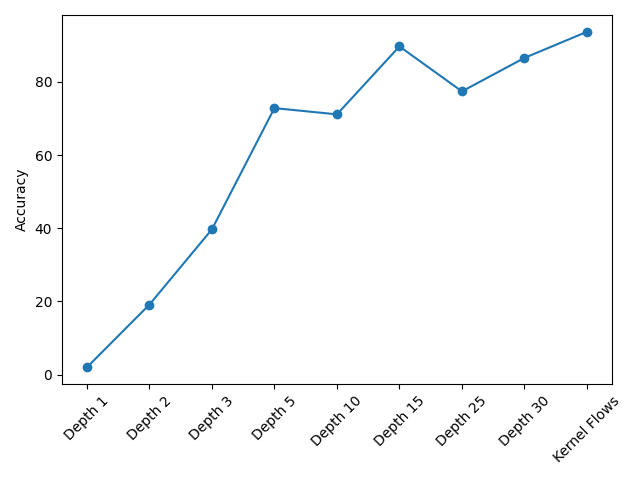 Accuracy
80
60
40
20
0
Depth 1
Depth 2
Depth 3
Depth 5
Depth 10
Depth 15
Depth 25
Depth 30
Kernel Flows